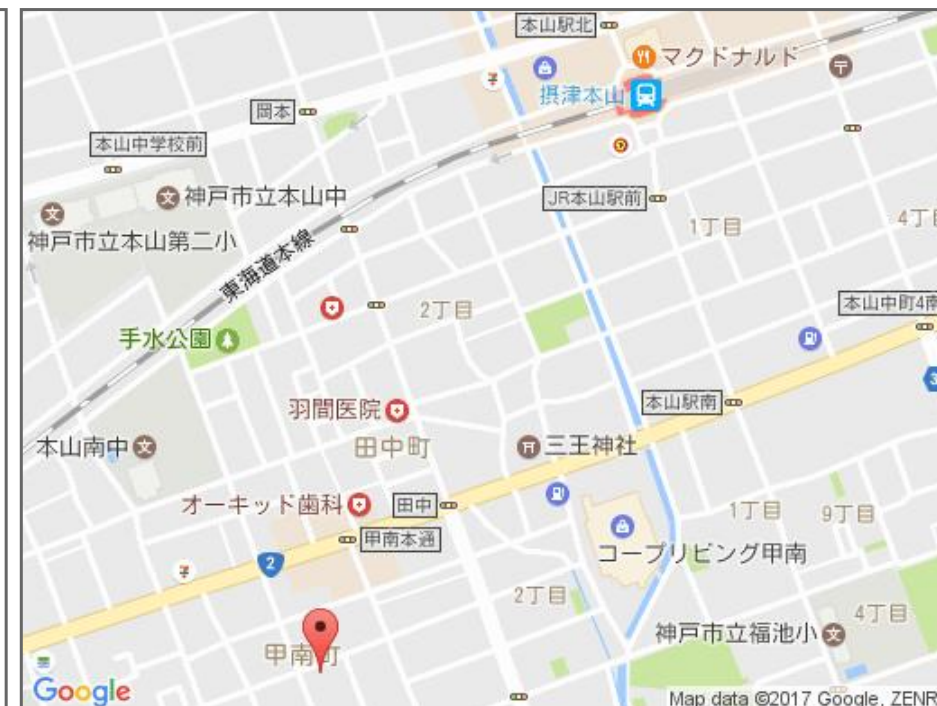 本山駅北
マクドナルド
摂津本山
岡本
本山中学校前
神戸市立本山中
JR本山駅前
1丁目
4丁目
神戸市立本山第二小
東海道本線
2丁目
本山中町4南
手水公園
羽間医院
本山駅南
本山南中
田中町
三王神社
オーキッド歯科
田中
1丁目
9丁目
甲南本通
コープリビング甲南
2
2丁目
4丁目
神戸市立福池小
甲南町
Google
Map data ©2017 Google, ZENR